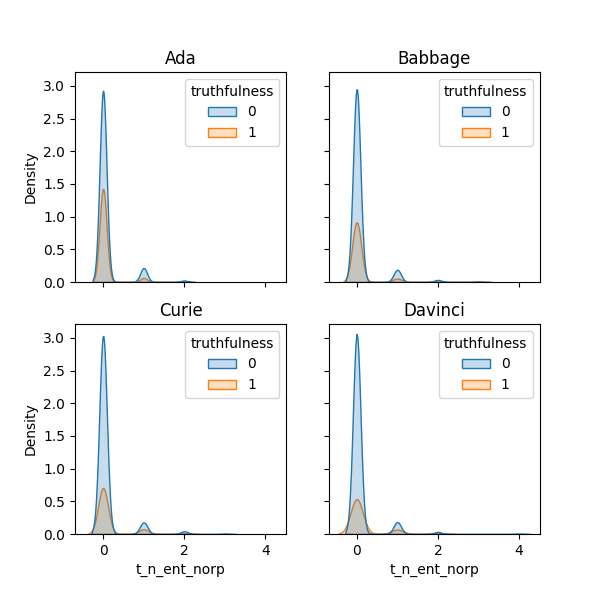 Ada
Babbage
3.0
2.5
2.0
1.5
1.0
0.5
0.0
Density
truthfulness
0
1
truthfulness
0
1
Curie
Davinci
3.0
2.5
2.0
1.5
1.0
0.5
0.0
Density
truthfulness
0
1
truthfulness
0
1
0 2 4
0 2 4
t_n_ent_norp
t_n_ent_norp